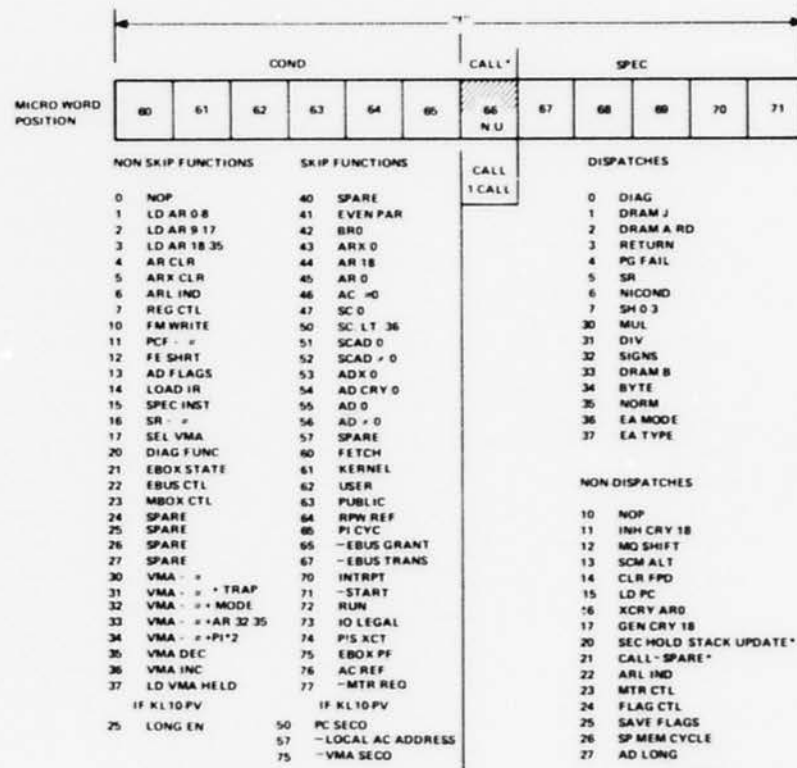 "1"
COND
CALL*
SPEC
MICRO WORD POSITION
60 61 62 63 64 65 66 N.U 67 68 69 70 71
CALL
1 CALL
NON SKIP FUNCTIONS
0 NOP
1 LD AR 0 8
2 LD AR 9 17
3 LD AR 18 35
4 AR CLR
5 ARX CLR
6 ARL IND
7 REG CTL
10 FM WRITE
11 PCF - #
12 FE SHRT
13 AD FLAGS
14 LOAD IR
15 SPEC INST
16 SR - #
17 SEL VMA
20 DIAG FUNC
21 EBOX STATE
22 EBUS CTL
23 MBOX CTL
24 SPARE
25 SPARE
26 SPARE
27 SPARE
30 VMA - #
31 VMA - # + TRAP
32 VMA - # + MODE
33 VMA - # +AR 32 35
34 VMA - # +PI*2
35 VMA DEC
36 VMA INC
37 LD VMA HELD
IF KL10-PV
25 LONG EN
SKIP FUNCTIONS
40 SPARE
41 EVEN PAR
42 BR0
43 ARX 0
44 AR 18
45 AR 0
46 AC ≠0
47 SC 0
50 SC. LT. 36
51 SCAD 0
52 SCAD ≠ 0
53 ADX 0
54 AD CRY 0
55 AD 0
56 AD ≠ 0
57 SPARE
60 FETCH
61 KERNEL
62 USER
63 PUBLIC
64 RPW REF
65 PI CYC
65 -EBUS GRANT
67 -EBUS TRANS
70 INTRPT
71 -START
72 RUN
73 IO LEGAL
74 P!S XCT
75 EBOX PF
76 AC REF
77 -MTR REQ
IF KL10-PV
50 PC SECO
57 -LOCAL AC ADDRESS
75 -VMA SECO
DISPATCHES
0 DIAG
1 DRAM J
2 DRAM A RD
3 RETURN
4 PG FAIL
5 SR
6 NICOND
7 SH 0 3
30 MUL
31 DIV
32 SIGNS
33 DRAM B
34 BYTE
35 NORM
36 EA MODE
37 EA TYPE
NON-DISPATCHES
10 NOP
11 INH CRY 18
12 MQ SHIFT
13 SCM ALT
14 CLR FPD
15 LD PC
16 XCRY AR0
17 GEN CRY 18
20 SEC HOLD STACK UPDATE*
21 CALL-SPARE*
22 ARL IND
23 MTR CTL
24 FLAG CTL
25 SAVE FLAGS
26 SP MEM CYCLE
27 AD LONG